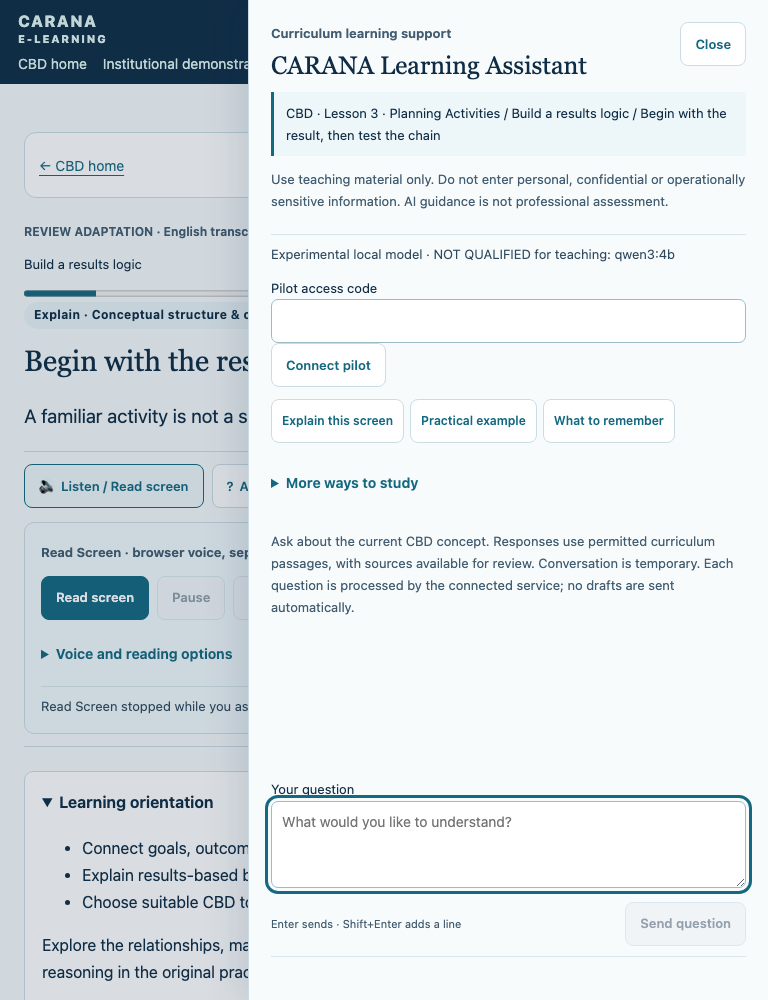 CARANA
E-LEARNING
CBD home Institutional demonstra
← CBD home
REVIEW ADAPTATION · English transc
Build a results logic
Explain · Conceptual structure & c
Begin with the res
A familiar activity is not a s
Listen / Read screen
? A
Read Screen · browser voice, sep
Read screen
Pause
Voice and reading options
Read Screen stopped while you as
Learning orientation
Connect goals, outcom
Explain results-based b
Choose suitable CBD to
Explore the relationships, ma
reasoning in the original prac
Curriculum learning support
CARANA Learning Assistant
Close
CBD · Lesson 3 · Planning Activities / Build a results logic / Begin with the
result, then test the chain
Use teaching material only. Do not enter personal, confidential or operationally
sensitive information. AI guidance is not professional assessment.
Experimental local model · NOT QUALIFIED for teaching: qwen3:4b
Pilot access code
Connect pilot
Explain this screen
Practical example
What to remember
More ways to study
Ask about the current CBD concept. Responses use permitted curriculum
passages, with sources available for review. Conversation is temporary. Each
question is processed by the connected service; no drafts are sent
automatically.
Your question
What would you like to understand?
Enter sends · Shift+Enter adds a line
Send question